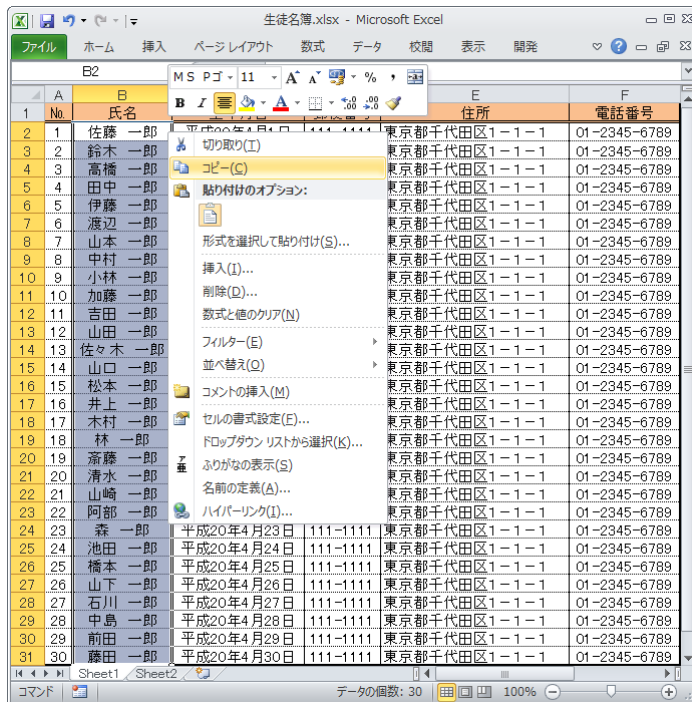 生徒名簿.xlsx - Microsoft Excel
ファイル ホーム 挿入 ページ レイアウト 数式 データ 校閲 表示 開発
B2
MS Pゴ 11 A A % ,
B I A
A B E F
1 No. 氏名 住所 電話番号
2 1 佐藤 一郎 東京都千代田区1-1-1 01-2345-6789
3 2 鈴木 一郎 切り取り(T) 東京都千代田区1-1-1 01-2345-6789
4 3 高橋 一郎 コピー(C) 東京都千代田区1-1-1 01-2345-6789
5 4 田中 一郎 貼り付けのオプション: 東京都千代田区1-1-1 01-2345-6789
6 5 伊藤 一郎 東京都千代田区1-1-1 01-2345-6789
7 6 渡辺 一郎 東京都千代田区1-1-1 01-2345-6789
8 7 山本 一郎 形式を選択して貼り付け(S)... 東京都千代田区1-1-1 01-2345-6789
9 8 中村 一郎 挿入(I)... 東京都千代田区1-1-1 01-2345-6789
10 9 小林 一郎 削除(D)... 東京都千代田区1-1-1 01-2345-6789
11 10 加藤 一郎 東京都千代田区1-1-1 01-2345-6789
12 11 吉田 一郎 数式と値のクリア(N) 東京都千代田区1-1-1 01-2345-6789
13 12 山田 一郎 フィルター(E) 東京都千代田区1-1-1 01-2345-6789
14 13 佐々木 一郎 東京都千代田区1-1-1 01-2345-6789
15 14 山口 一郎 並べ替え(O) 東京都千代田区1-1-1 01-2345-6789
16 15 松本 一郎 コメントの挿入(M) 東京都千代田区1-1-1 01-2345-6789
17 16 井上 一郎 東京都千代田区1-1-1 01-2345-6789
18 17 木村 一郎 セルの書式設定(F)... 東京都千代田区1-1-1 01-2345-6789
19 18 林 一郎 ドロップダウン リストから選択(K)... 東京都千代田区1-1-1 01-2345-6789
20 19 斎藤 一郎 ふりがなの表示(S) 東京都千代田区1-1-1 01-2345-6789
21 20 清水 一郎 東京都千代田区1-1-1 01-2345-6789
22 21 山崎 一郎 名前の定義(A)... 東京都千代田区1-1-1 01-2345-6789
23 22 阿部 一郎 ハイパーリンク(I)... 東京都千代田区1-1-1 01-2345-6789
24 23 森 一郎 平成20年4月23日 111-1111 東京都千代田区1-1-1 01-2345-6789
25 24 池田 一郎 平成20年4月24日 111-1111 東京都千代田区1-1-1 01-2345-6789
26 25 橋本 一郎 平成20年4月25日 111-1111 東京都千代田区1-1-1 01-2345-6789
27 26 山下 一郎 平成20年4月26日 111-1111 東京都千代田区1-1-1 01-2345-6789
28 27 石川 一郎 平成20年4月27日 111-1111 東京都千代田区1-1-1 01-2345-6789
29 28 中島 一郎 平成20年4月28日 111-1111 東京都千代田区1-1-1 01-2345-6789
30 29 前田 一郎 平成20年4月29日 111-1111 東京都千代田区1-1-1 01-2345-6789
31 30 藤田 一郎 平成20年4月30日 111-1111 東京都千代田区1-1-1 01-2345-6789
Sheet1 Sheet2
コマンド データの個数: 30 100%